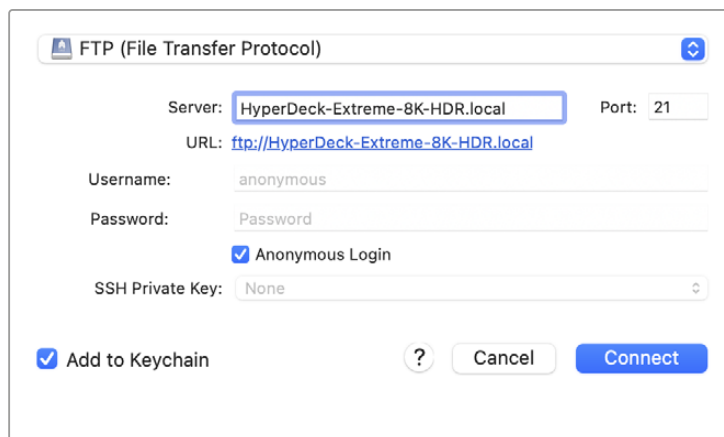 FTP (File Transfer Protocol)
Server: HyperDeck-Extreme-8K-HDR.local Port: 21
URL: ftp://HyperDeck-Extreme-8K-HDR.local
Username: anonymous
Password: Password
Anonymous Login
SSH Private Key: None
Add to Keychain ? Cancel Connect